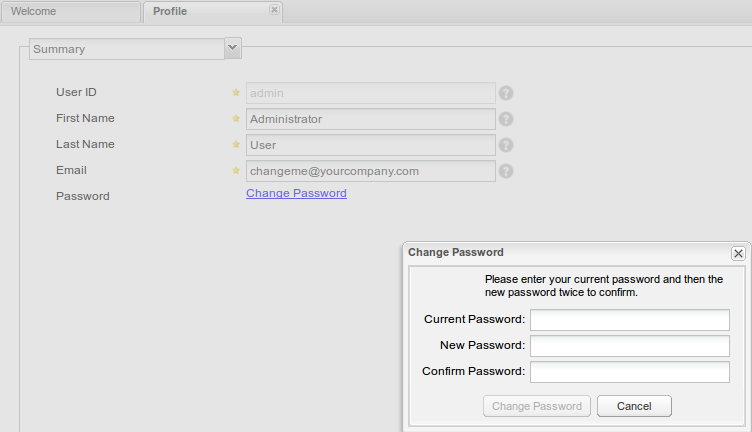 Welcome
Profile
Summary
User ID
admin
First Name
Administrator
Last Name
User
Email
changeme@yourcompany.com
Password
Change Password
Change Password
Please enter your current password and then the
new password twice to confirm.
Current Password:
New Password:
Confirm Password:
Change Password
Cancel